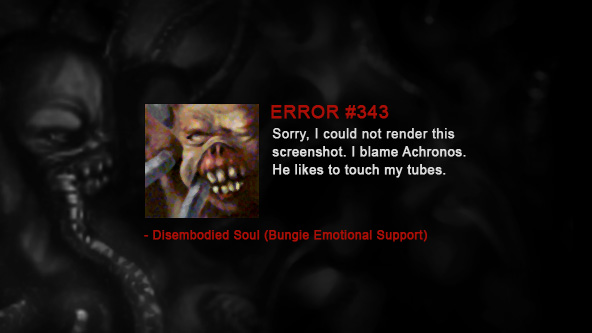 ERROR #343
Sorry, I could not render this
screenshot. I blame Achronos.
He likes to touch my tubes.
- Disembodied Soul (Bungie Emotional Support)